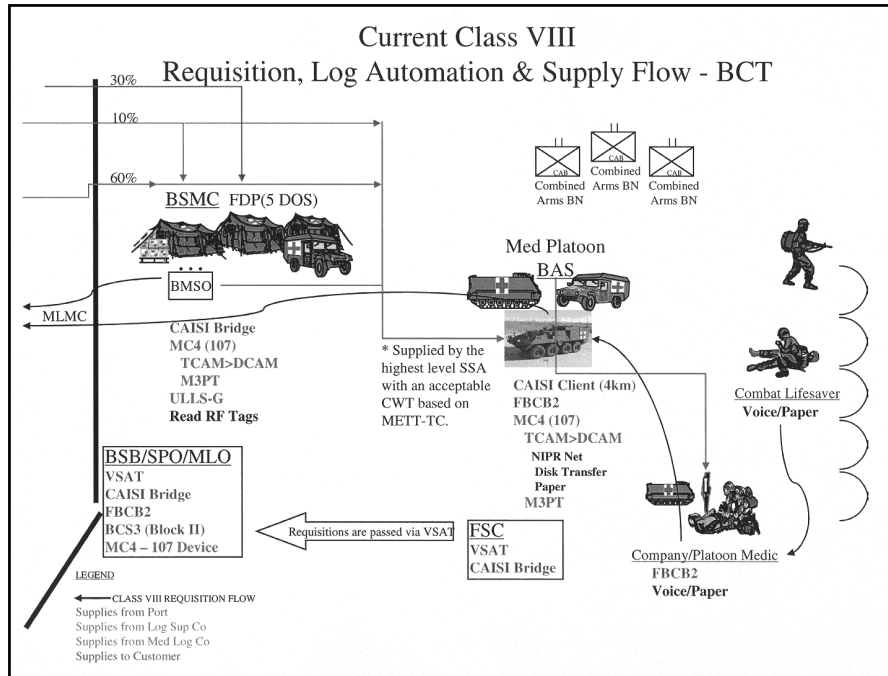 Current Class VIII
Requisition, Log Automation & Supply Flow - BCT
30%
10%
60%
BSMC FDP(5 DOS)
BMSO
MLMC
CAISI Bridge
MC4 (107)
TCAM>DCAM
M3PT
ULLS-G
Read RF Tags
* Supplied by the
highest level SSA
with an acceptable
CWT based on
METT-TC.
CAB
Combined
Arms BN
CAB
Combined
Arms BN
CAB
Combined
Arms BN
Med Platoon
BAS
CAISI Client (4km)
FBCB2
MC4 (107)
TCAM>DCAM
NIPR Net
Disk Transfer
Paper
M3PT
Combat Lifesaver
Voice/Paper
Company/Platoon Medic
FBCB2
Voice/Paper
BSB/SPO/MLO
VSAT
CAISI Bridge
FBCB2
BCS3 (Block II)
MC4 – 107 Device
Requisitions are passed via VSAT
FSC
VSAT
CAISI Bridge
LEGEND
CLASS VIII REQUISITION FLOW
Supplies from Port
Supplies from Log Sup Co
Supplies from Med Log Co
Supplies to Customer